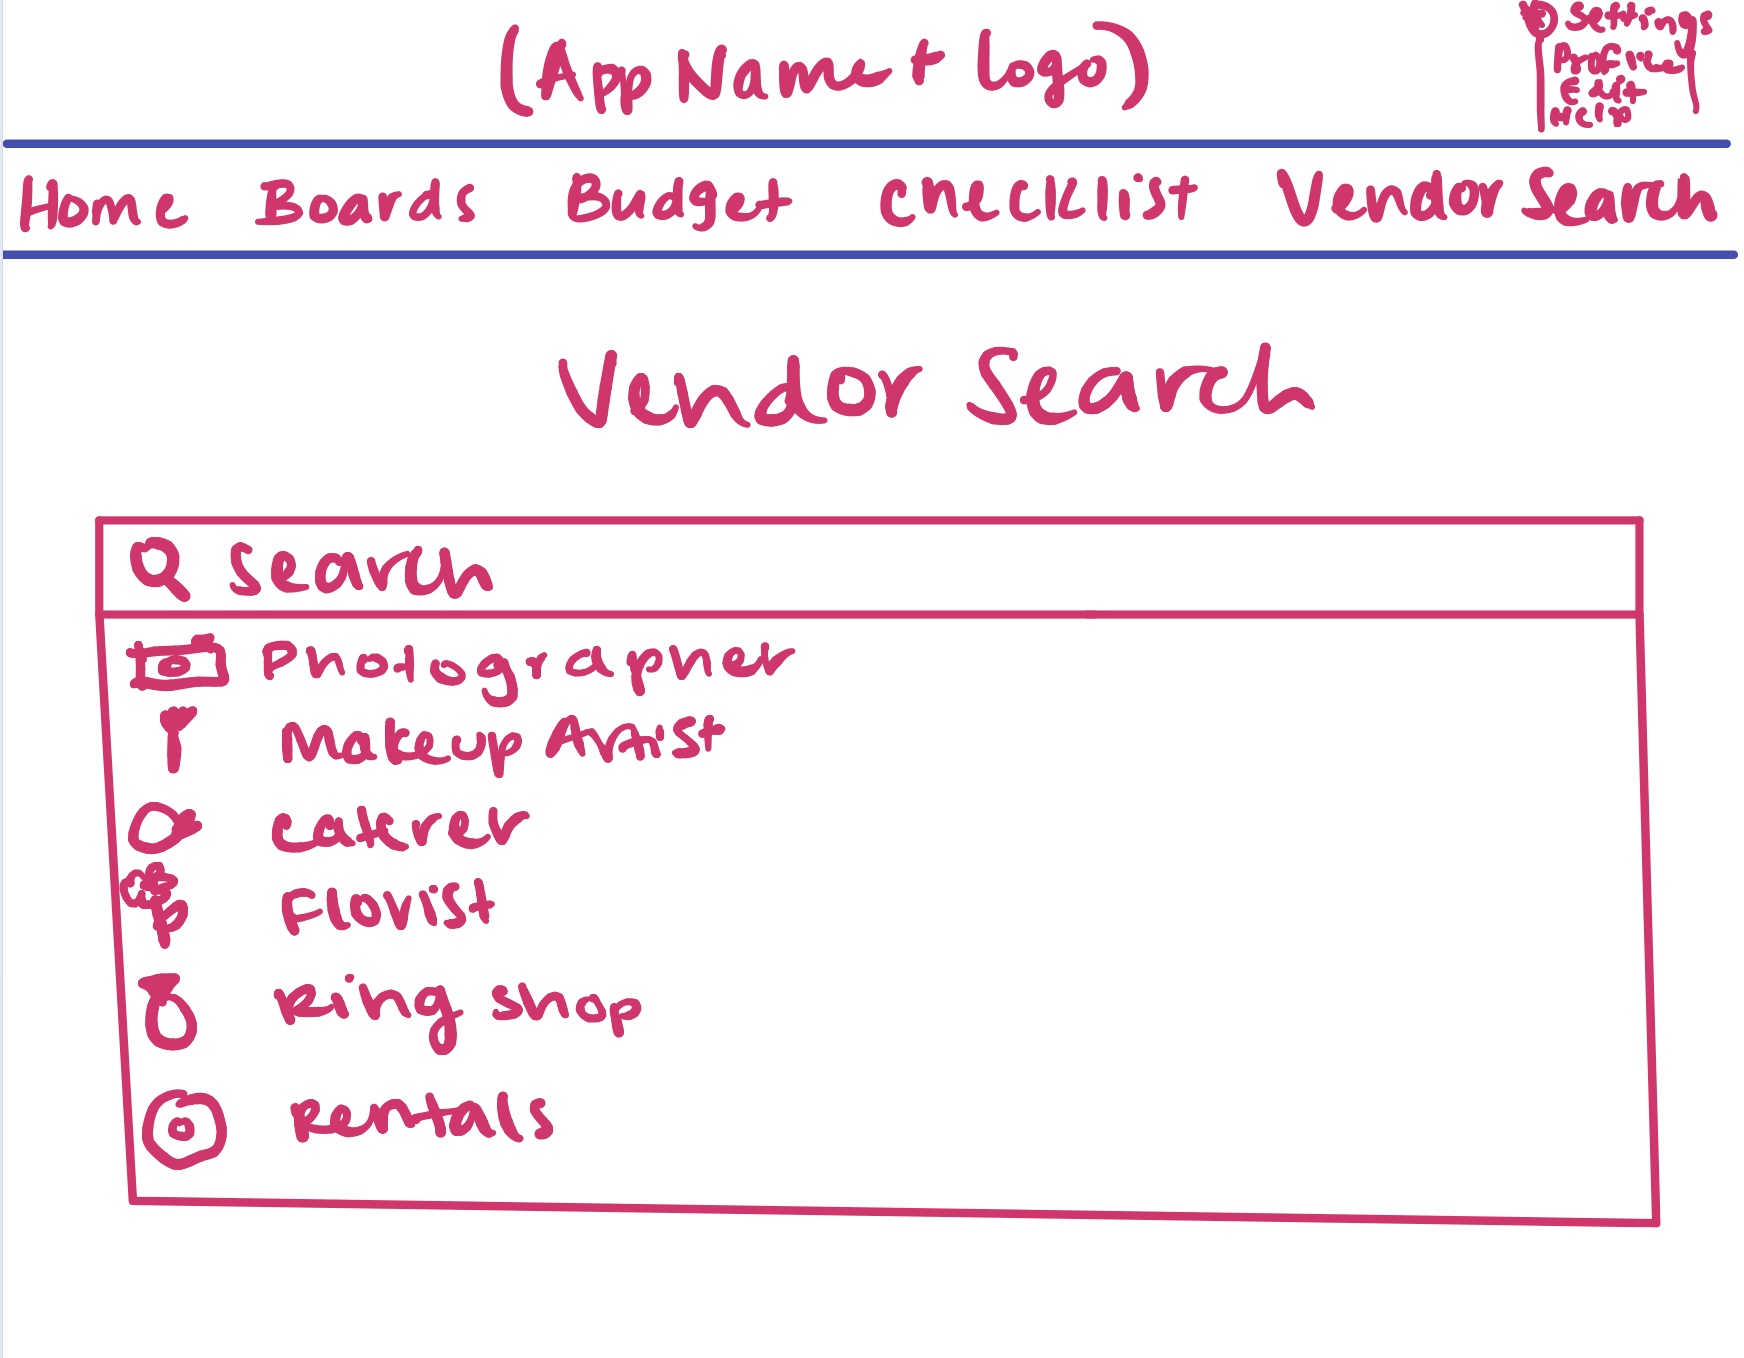 (App Name + Logo)
Settings
Profile
Edit
Help
Home Boards Budget Checklist Vendor Search
Vendor Search
Search
Photographer
Makeup Artist
Caterer
Florist
Ring Shop
Rentals